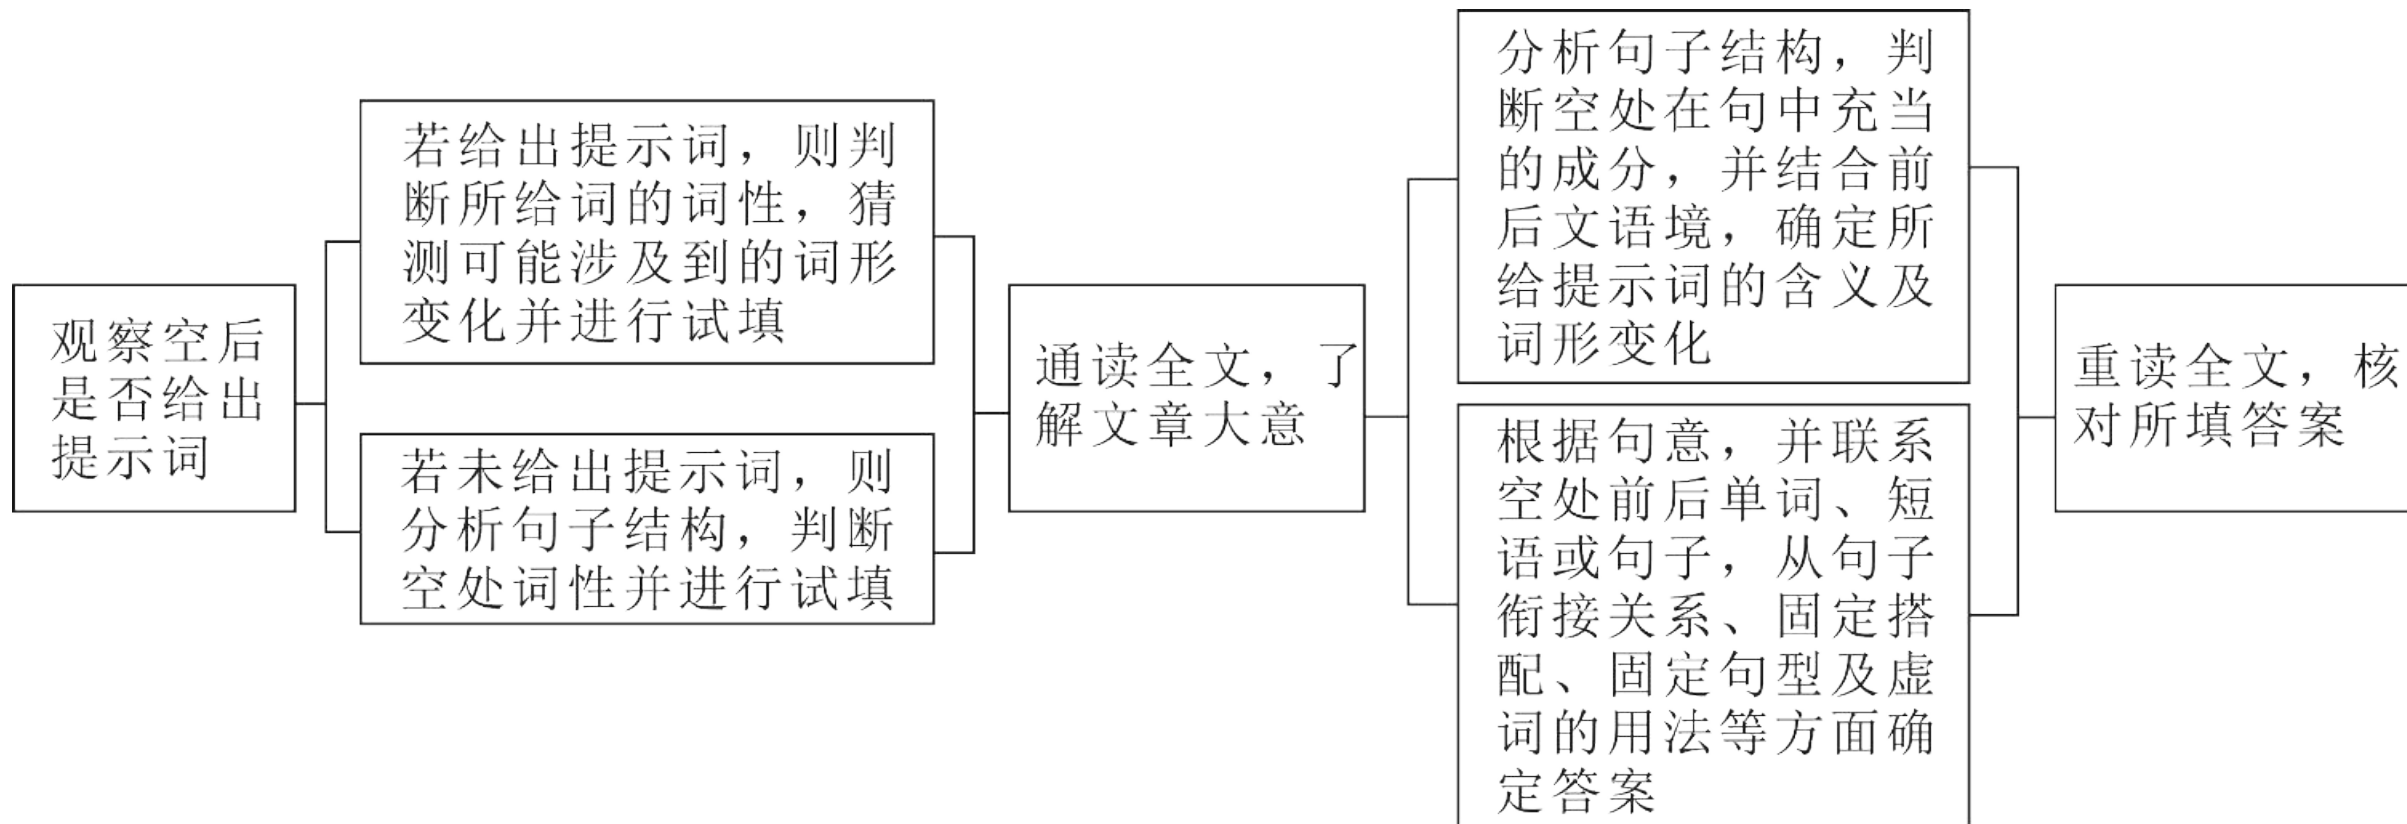 观察空后
是否给出
提示词
若给出提示词，则判
断所给词的词性，猜
测可能涉及到的词形
变化并进行试填
若未给出提示词，则
分析句子结构，判断
空处词性并进行试填
通读全文，了
解文章大意
分析句子结构，判
断空处在句中充当
的成分，并结合前
后文语境，确定所
给提示词的含义及
词形变化
根据句意，并联系
空处前后单词、短
语或句子，从句子
衔接关系、固定搭
配、固定句型及虚
词的用法等方面确
定答案
重读全文，核
对所填答案